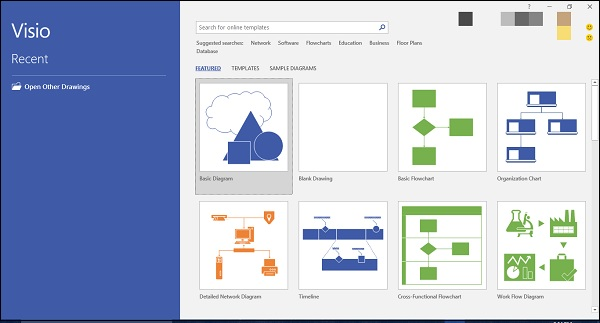 Visio
Recent
Open Other Drawings
?
Search for online templates
Suggested searches: Network Software Flowcharts Education Business Floor Plans
Database
FEATURED TEMPLATES SAMPLE DIAGRAMS
Basic Diagram Blank Drawing Basic Flowchart Organization Chart
Detailed Network Diagram Timeline Cross-Functional Flowchart Work Flow Diagram